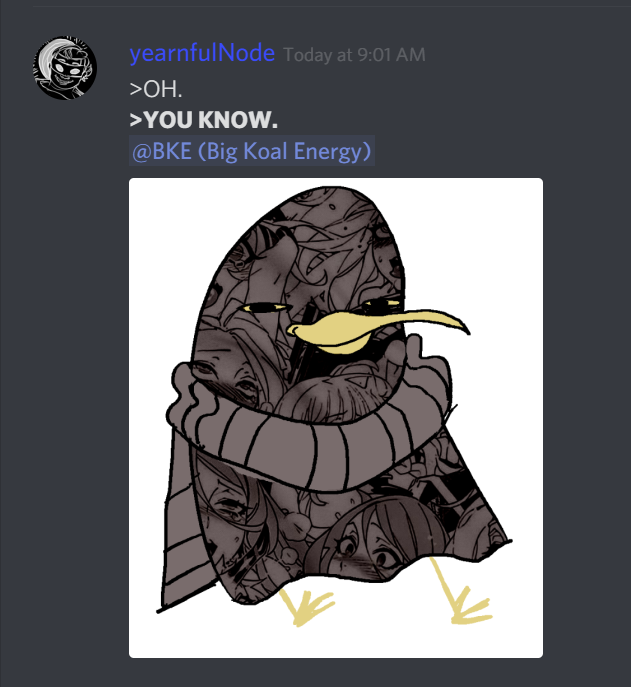 yearnfulNode Today at 9:01 AM
>OH.
>YOU KNOW.
@BKE (Big Koal Energy)